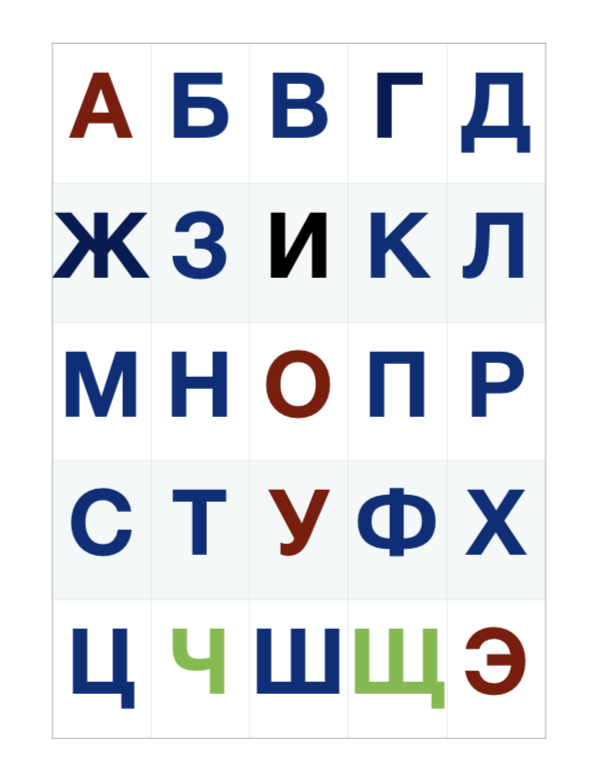 А Б В Г Д
Ж З И К Л
М Н О П Р
С Т У Ф Х
Ц Ч Ш Щ Э